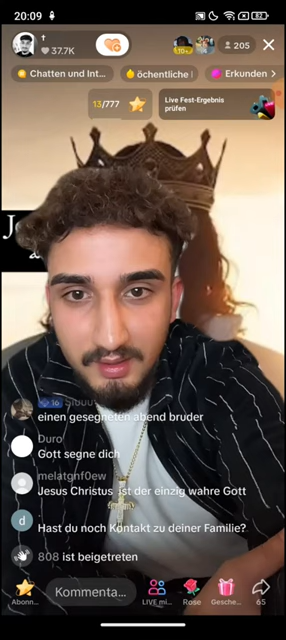 20:09
82
†
37.7K
205
Chatten und Int...
öchentliche
Erkunden >
13/777
Live Fest-Ergebnis
prüfen
einen gesegneten abend bruder
Duro
Gott segne dich
melatgnf0ew
Jesus Christus ist der einzig wahre Gott
d
Hast du noch Kontakt zu deiner Familie?
808 ist beigetreten
Abonn...
Kommenta...
LIVE mi...
Rose
Gesche...
65